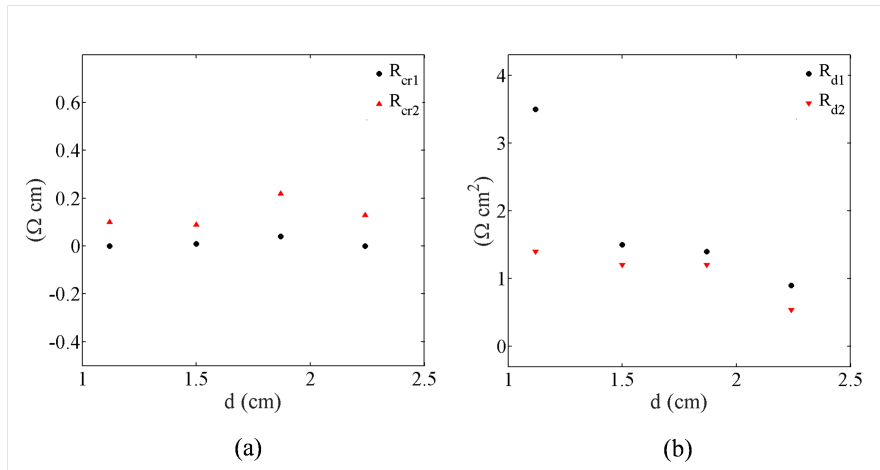 R_cr1
R_cr2
0.6
0.4
0.2
0
-0.2
-0.4
(Ω cm)
1 1.5 2 2.5
d (cm)
(a)
R_d1
R_d2
4
3
2
1
0
(Ω cm²)
1 1.5 2 2.5
d (cm)
(b)